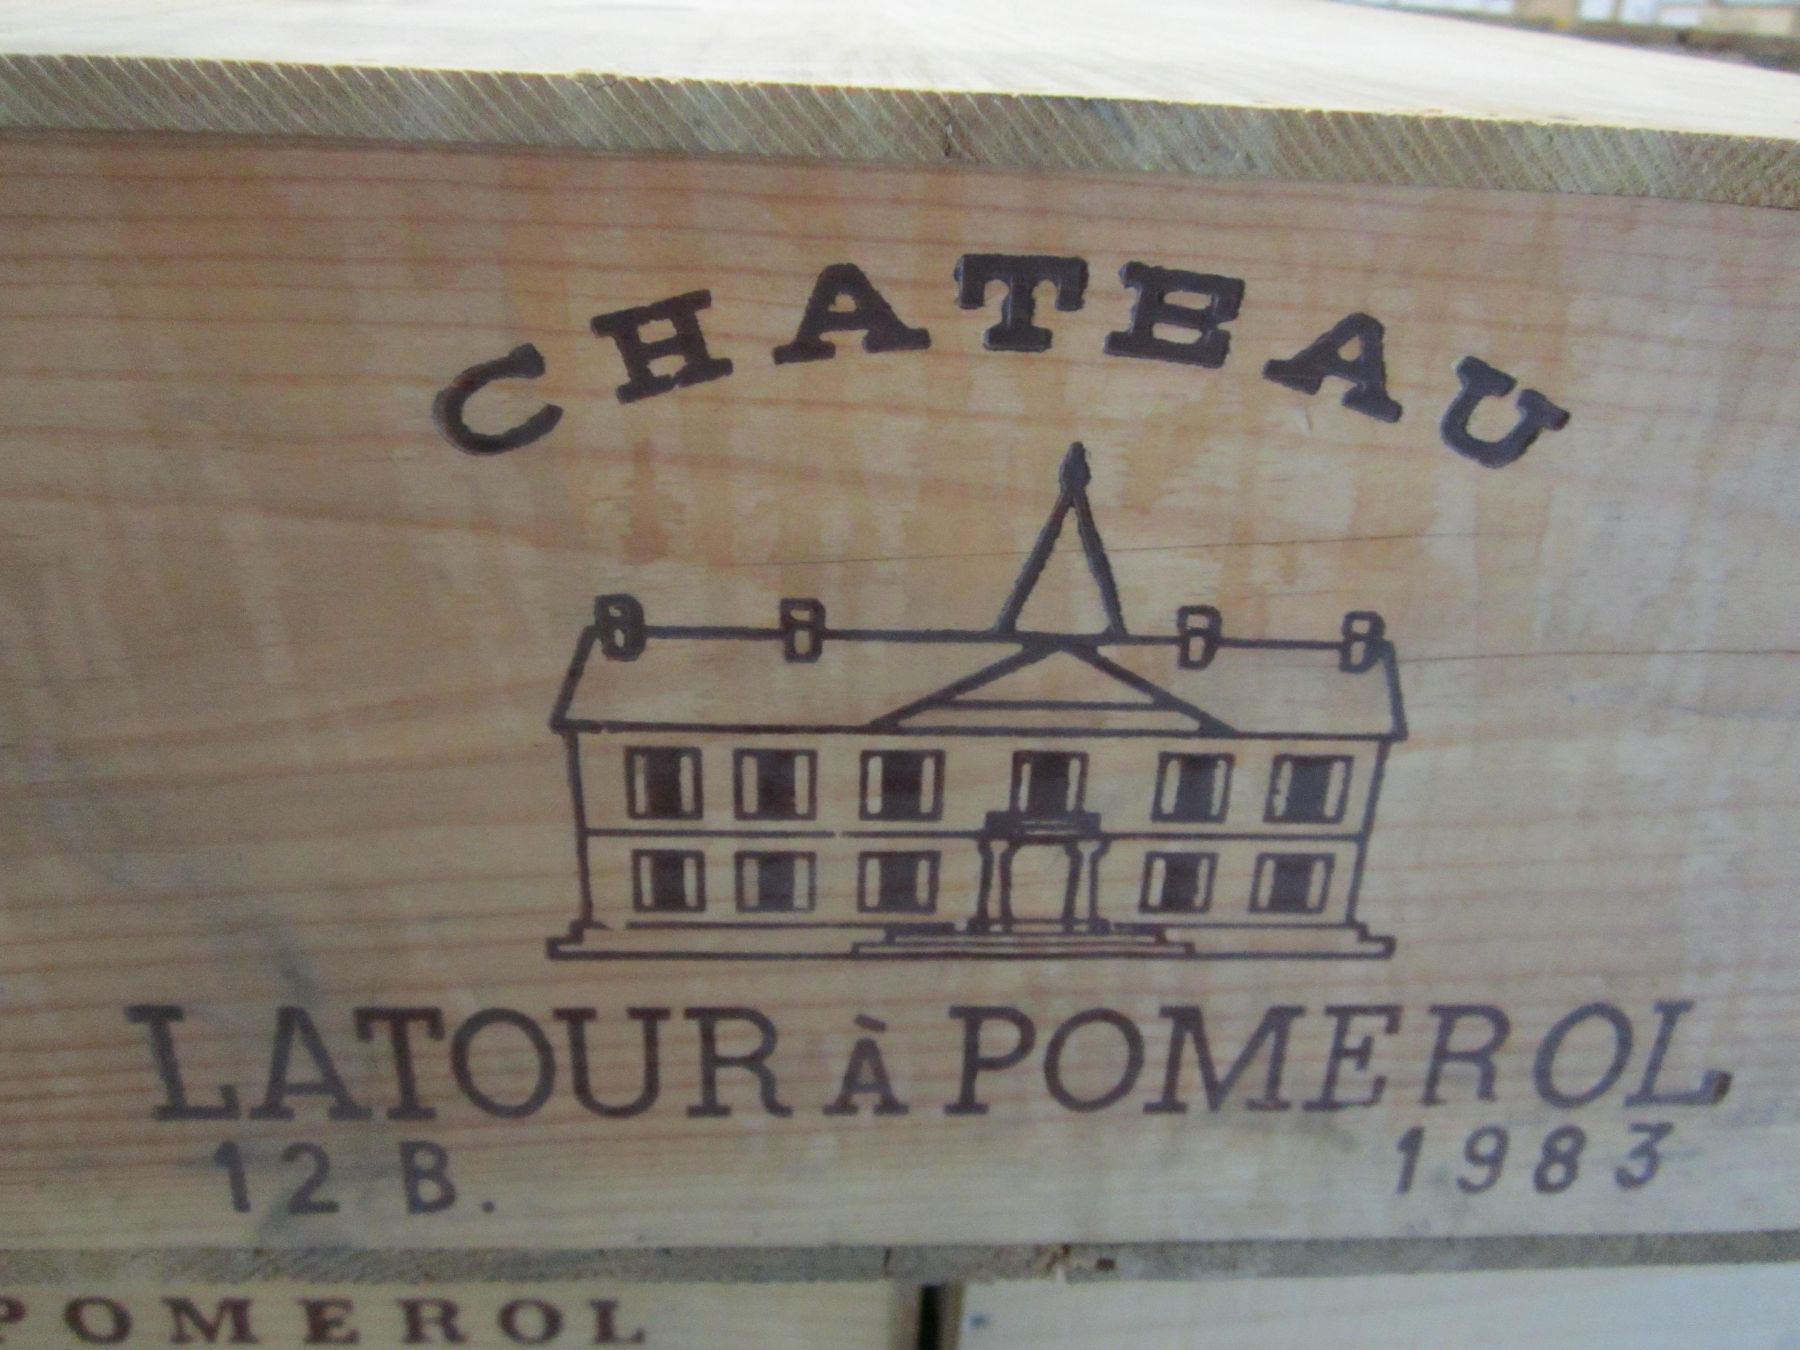 CHATEAU
LATOUR À POMEROL
12 B. 1983
POMEROL